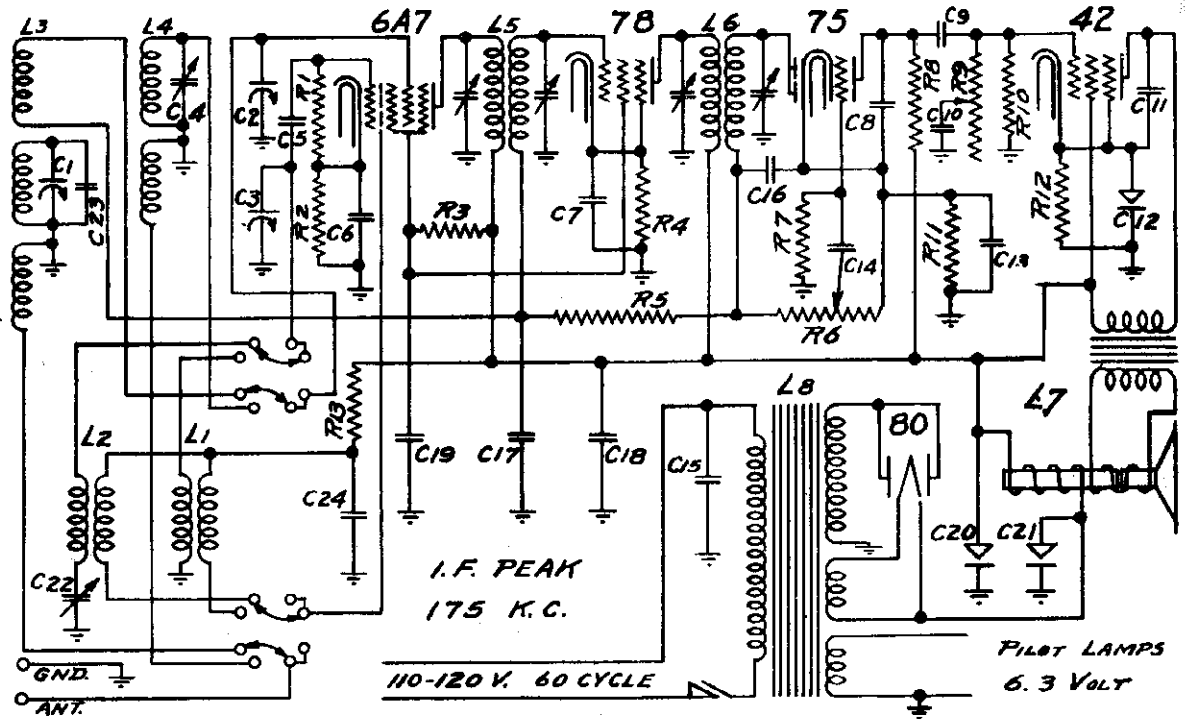 L3
L4
6A7
L5
78
L6
75
C9
42
C4
C2
C5
R1
C8
R8
C10
R9
R10
C11
C1
C23
C3
R2
C6
R3
C7
R4
C16
R7
C14
R11
C13
R12
C12
R5
R6
R13
L2
L1
C19
C17
C18
C15
L8
80
L7
C24
C22
C20
C21
I.F. PEAK
175 K.C.
GND.
ANT.
110-120 V. 60 CYCLE
PILOT LAMPS
6.3 VOLT